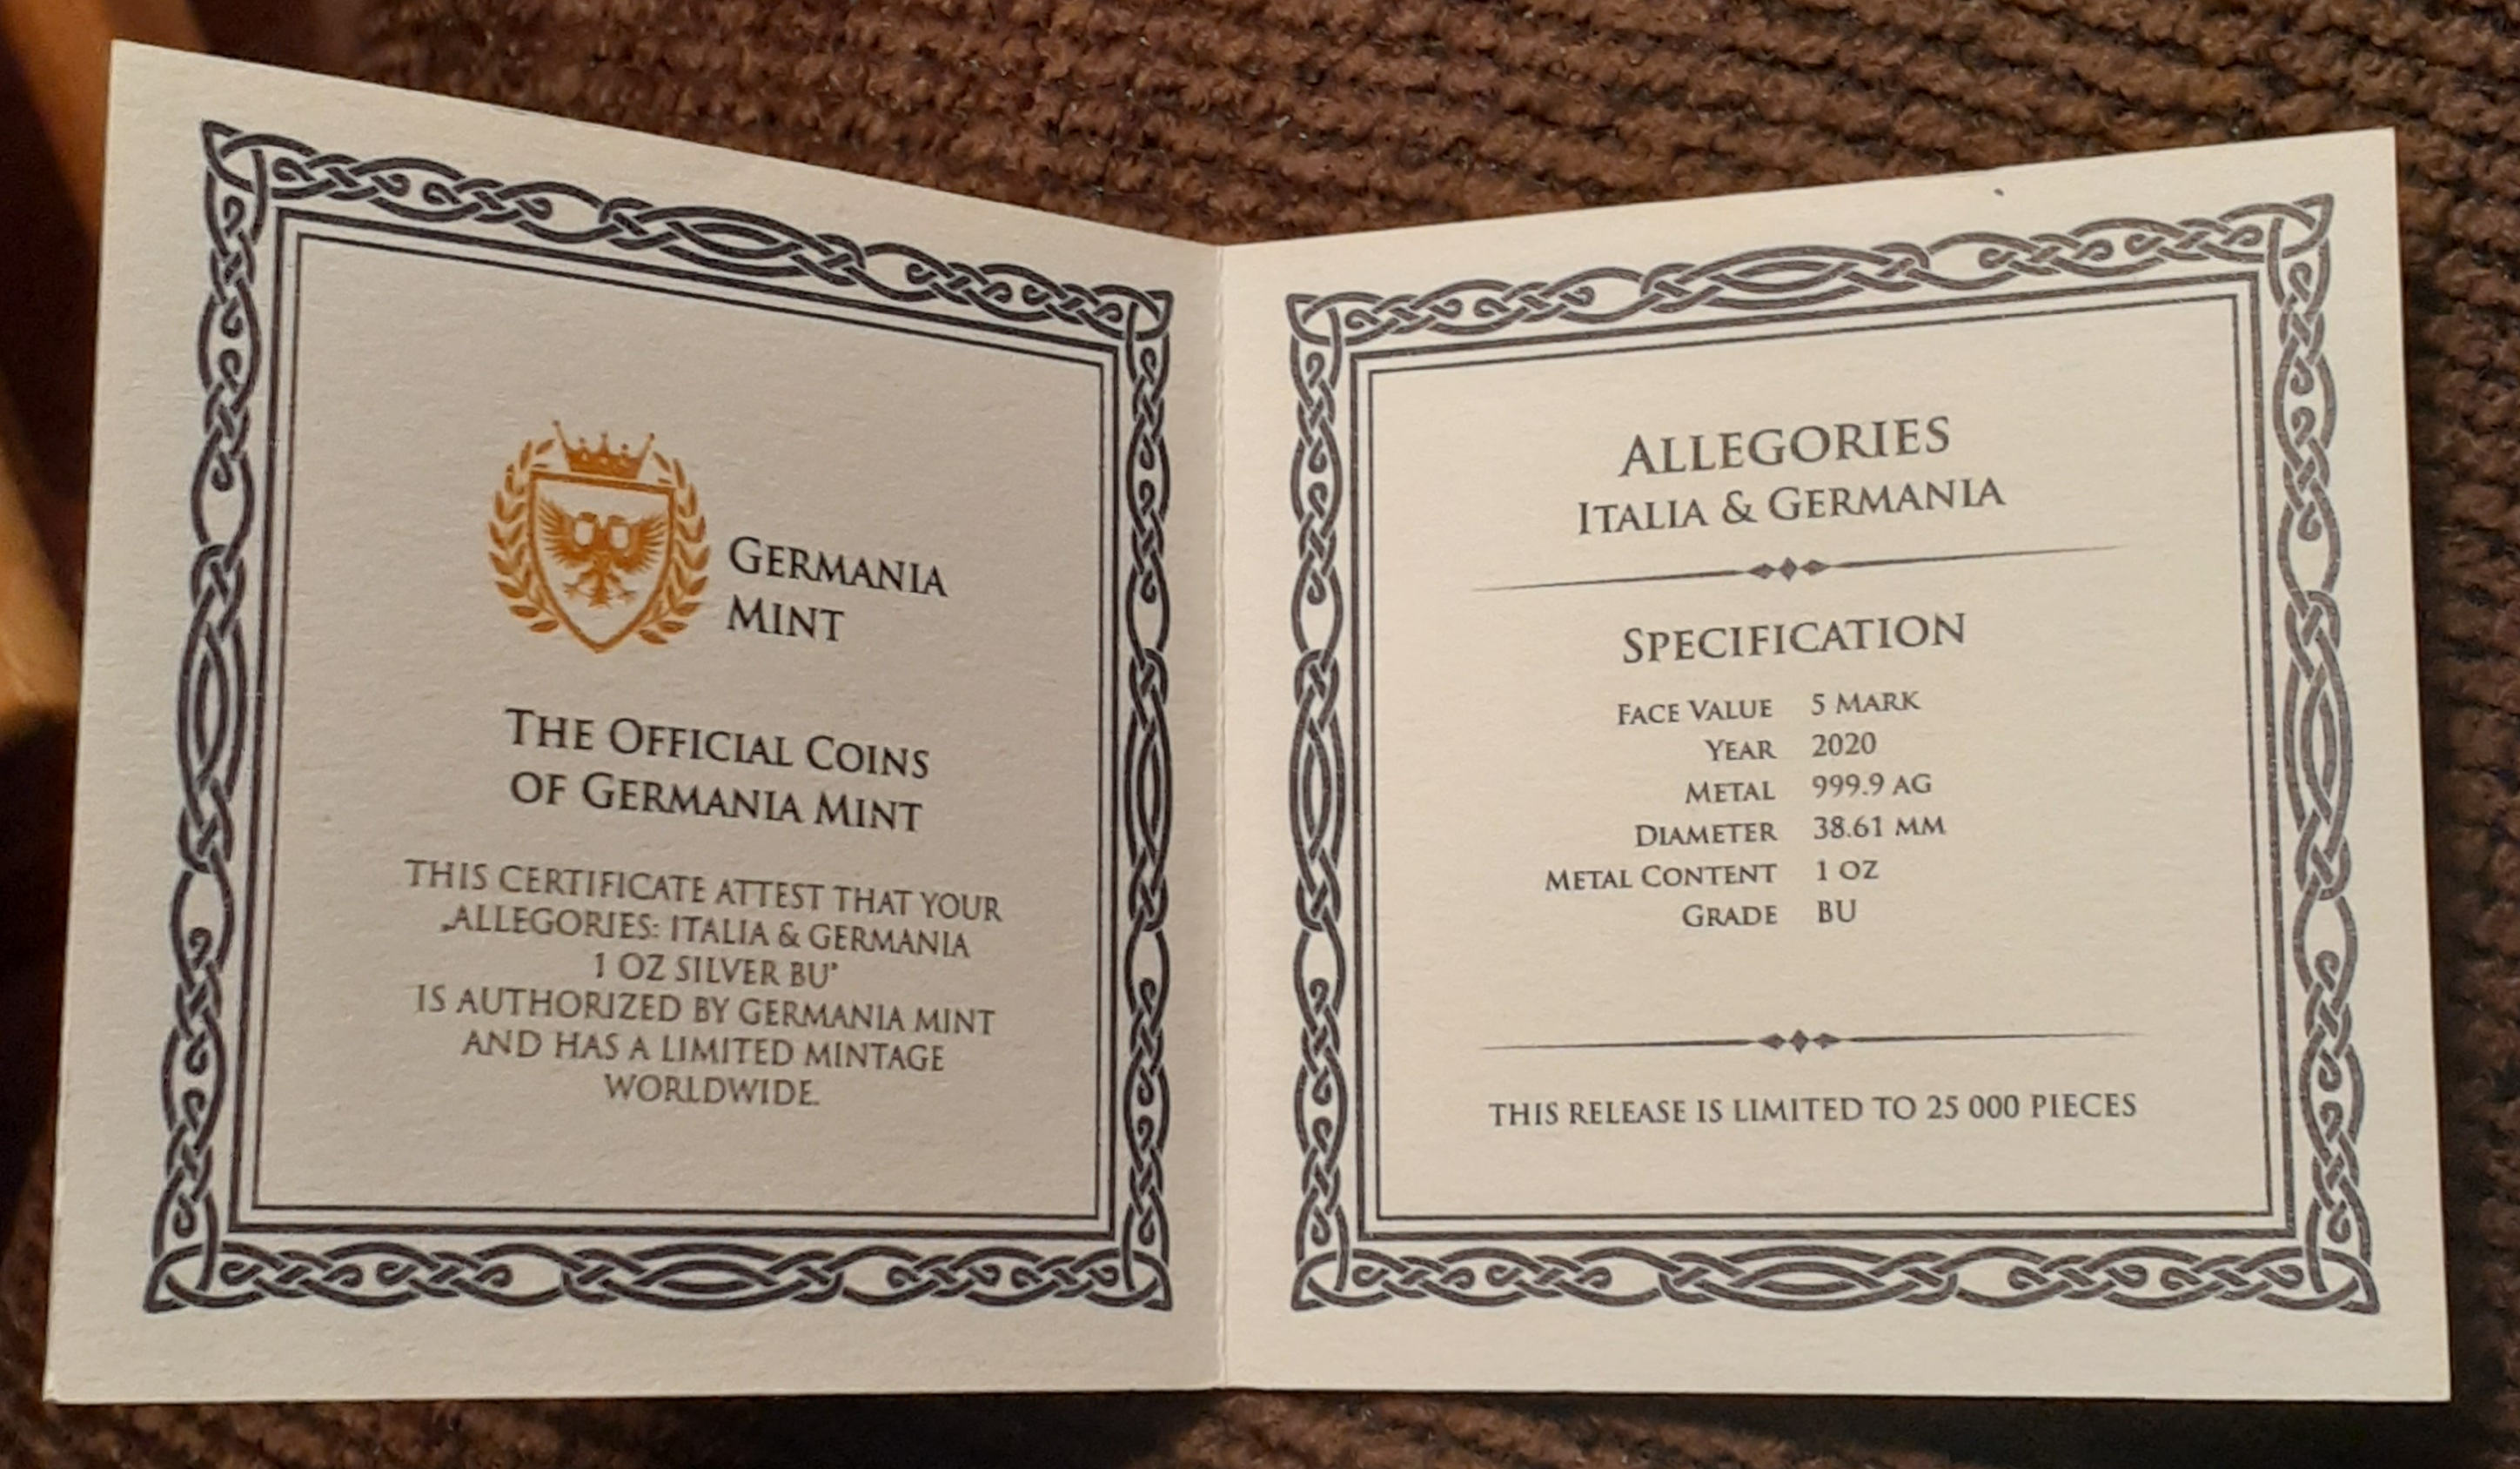 GERMANIA
MINT
THE OFFICIAL COINS
OF GERMANIA MINT
THIS CERTIFICATE ATTEST THAT YOUR
„ALLEGORIES: ITALIA & GERMANIA
1 OZ SILVER BU”
IS AUTHORIZED BY GERMANIA MINT
AND HAS A LIMITED MINTAGE
WORLDWIDE.
ALLEGORIES
ITALIA & GERMANIA
SPECIFICATION
FACE VALUE 5 MARK
YEAR 2020
METAL 999.9 AG
DIAMETER 38.61 MM
METAL CONTENT 1 OZ
GRADE BU
THIS RELEASE IS LIMITED TO 25 000 PIECES